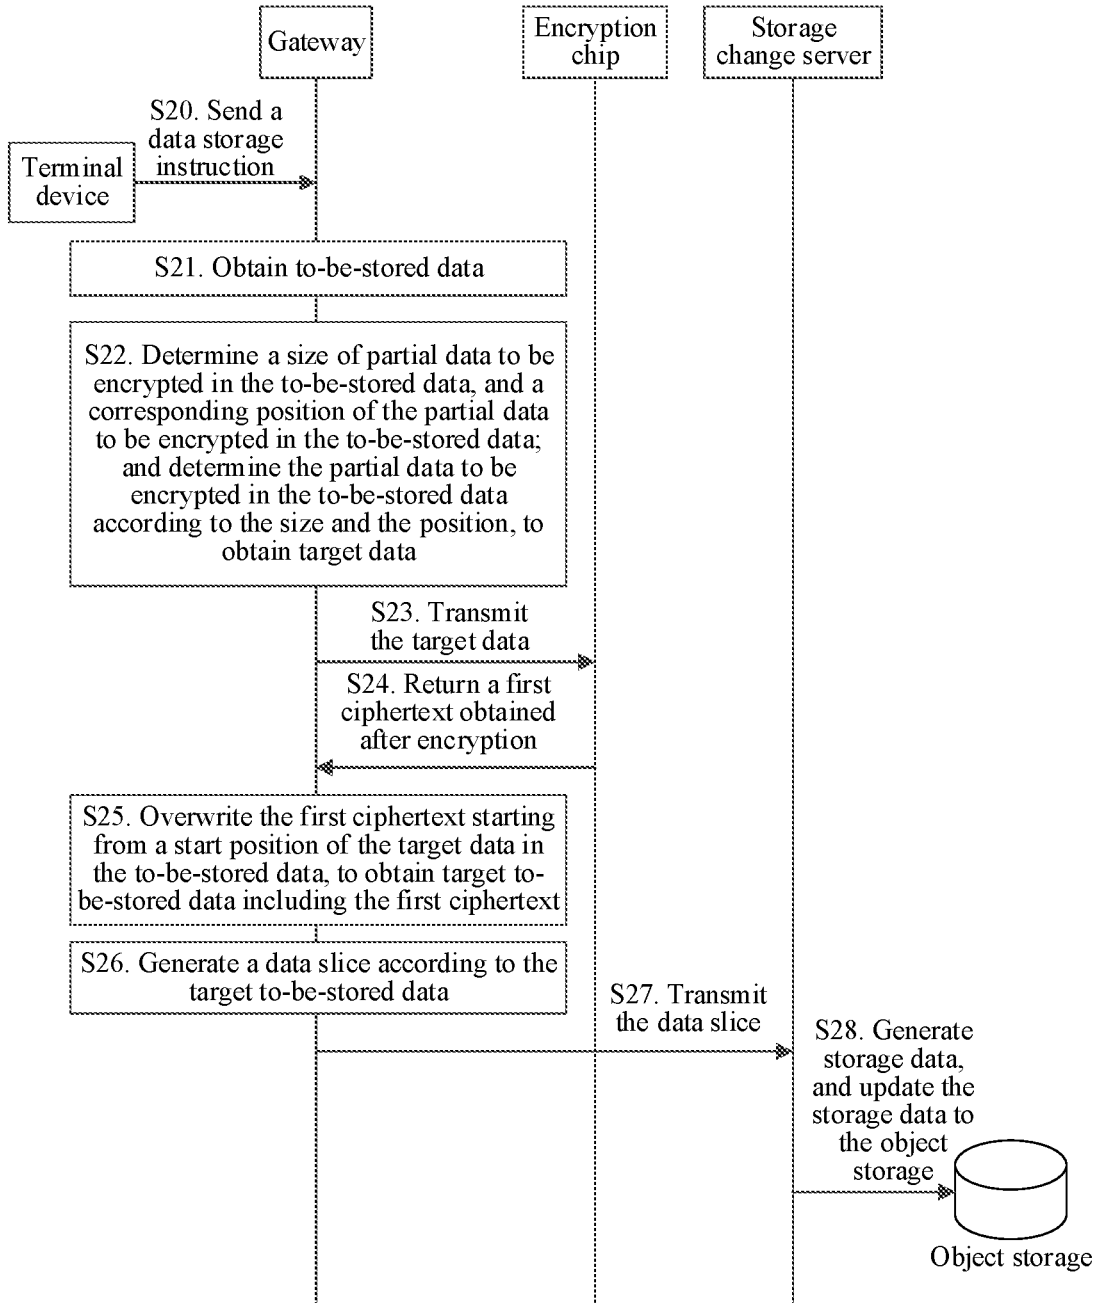 Gateway
Encryption
chip
Storage
change server
S20. Send a
data storage
instruction
Terminal
device
S21. Obtain to-be-stored data
S22. Determine a size of partial data to be
encrypted in the to-be-stored data, and a
corresponding position of the partial data
to be encrypted in the to-be-stored data;
and determine the partial data to be
encrypted in the to-be-stored data
according to the size and the position, to
obtain target data
S23. Transmit
the target data
S24. Return a first
ciphertext obtained
after encryption
S25. Overwrite the first ciphertext starting
from a start position of the target data in
the to-be-stored data, to obtain target to-
be-stored data including the first ciphertext
S26. Generate a data slice according to the
target to-be-stored data
S27. Transmit
the data slice
S28. Generate
storage data,
and update the
storage data to
the object
storage
Object storage